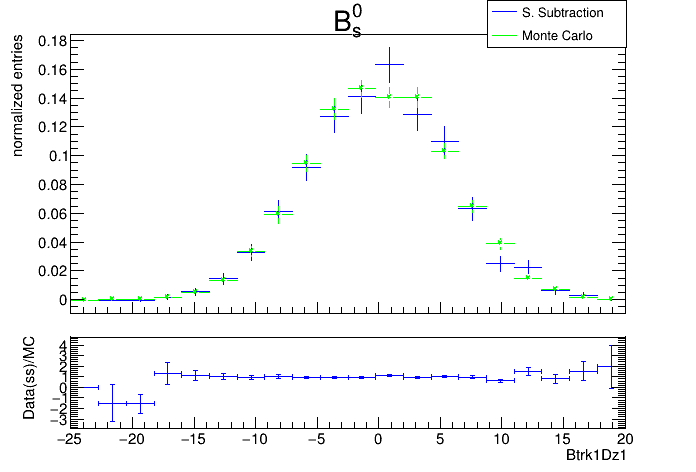 B⁰ₛ
S. Subtraction
Monte Carlo
normalized entries
0.18
0.16
0.14
0.12
0.1
0.08
0.06
0.04
0.02
0
Data(ss)/MC
4
3
2
1
0
−1
−2
−3
−25 −20 −15 −10 −5 0 5 10 15 20
Btrk1Dz1